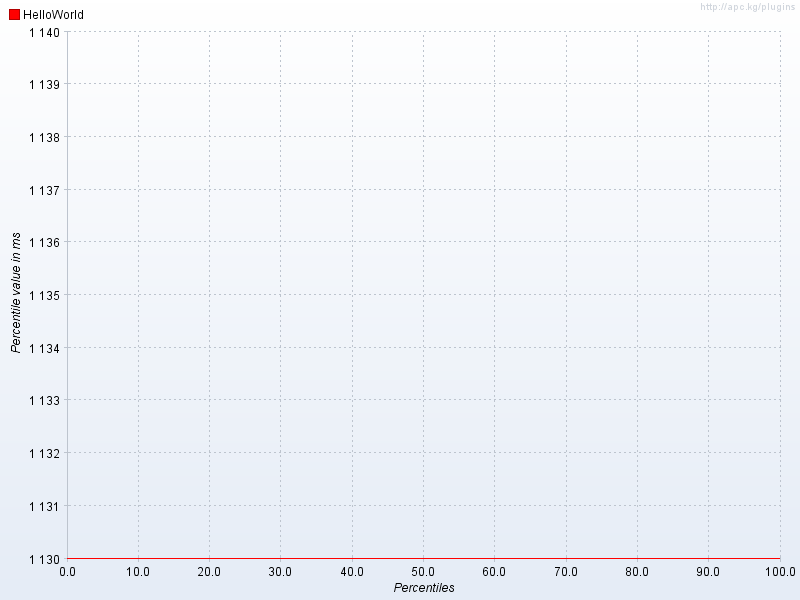 http://apc.kg/plugins
HelloWorld
1 140
1 139
1 138
1 137
1 136
1 135
1 134
1 133
1 132
1 131
1 130
Percentile value in ms
0.0 10.0 20.0 30.0 40.0 50.0 60.0 70.0 80.0 90.0 100.0
Percentiles